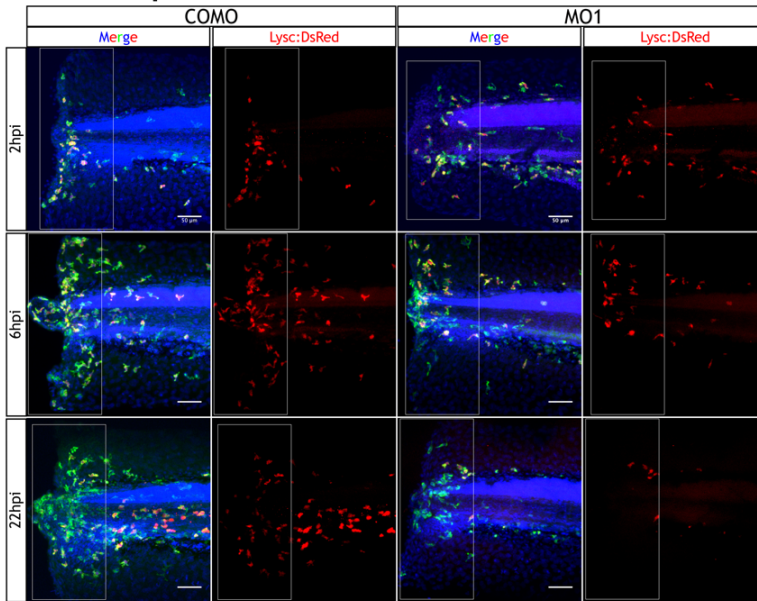 COMO MO1
Merge Lysc:DsRed Merge Lysc:DsRed
2hpi
50 µm 50 µm
6hpi
22hpi